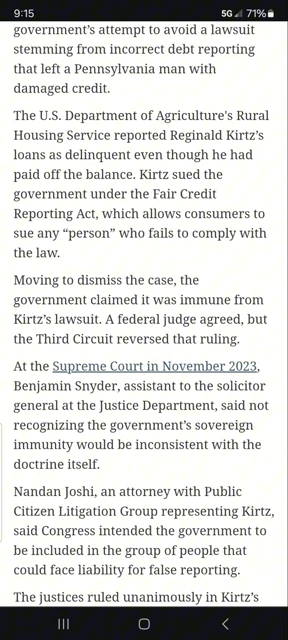 9:15
5G 71%
government's attempt to avoid a lawsuit
stemming from incorrect debt reporting
that left a Pennsylvania man with
damaged credit.
The U.S. Department of Agriculture's Rural
Housing Service reported Reginald Kirtz's
loans as delinquent even though he had
paid off the balance. Kirtz sued the
government under the Fair Credit
Reporting Act, which allows consumers to
sue any “person” who fails to comply with
the law.
Moving to dismiss the case, the
government claimed it was immune from
Kirtz's lawsuit. A federal judge agreed, but
the Third Circuit reversed that ruling.
At the Supreme Court in November 2023,
Benjamin Snyder, assistant to the solicitor
general at the Justice Department, said not
recognizing the government's sovereign
immunity would be inconsistent with the
doctrine itself.
Nandan Joshi, an attorney with Public
Citizen Litigation Group representing Kirtz,
said Congress intended the government to
be included in the group of people that
could face liability for false reporting.
The justices ruled unanimously in Kirtz's